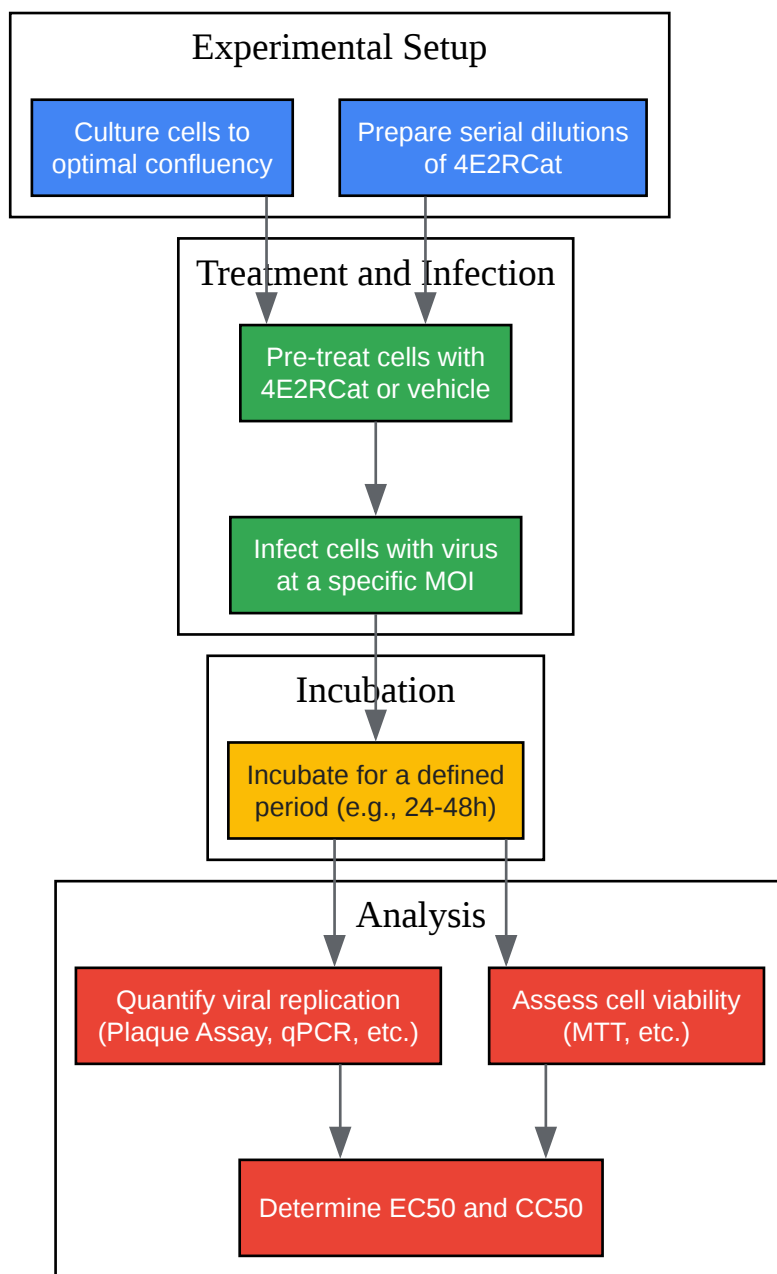 Experimental Setup
Culture cells to
optimal confluency
Prepare serial dilutions
of 4E2RCat
Treatment and Infection
Pre-treat cells with
4E2RCat or vehicle
Infect cells with virus
at a specific MOI
Incubation
Incubate for a defined
period (e.g., 24-48h)
Analysis
Quantify viral replication
(Plaque Assay, qPCR, etc.)
Assess cell viability
(MTT, etc.)
Determine EC50 and CC50